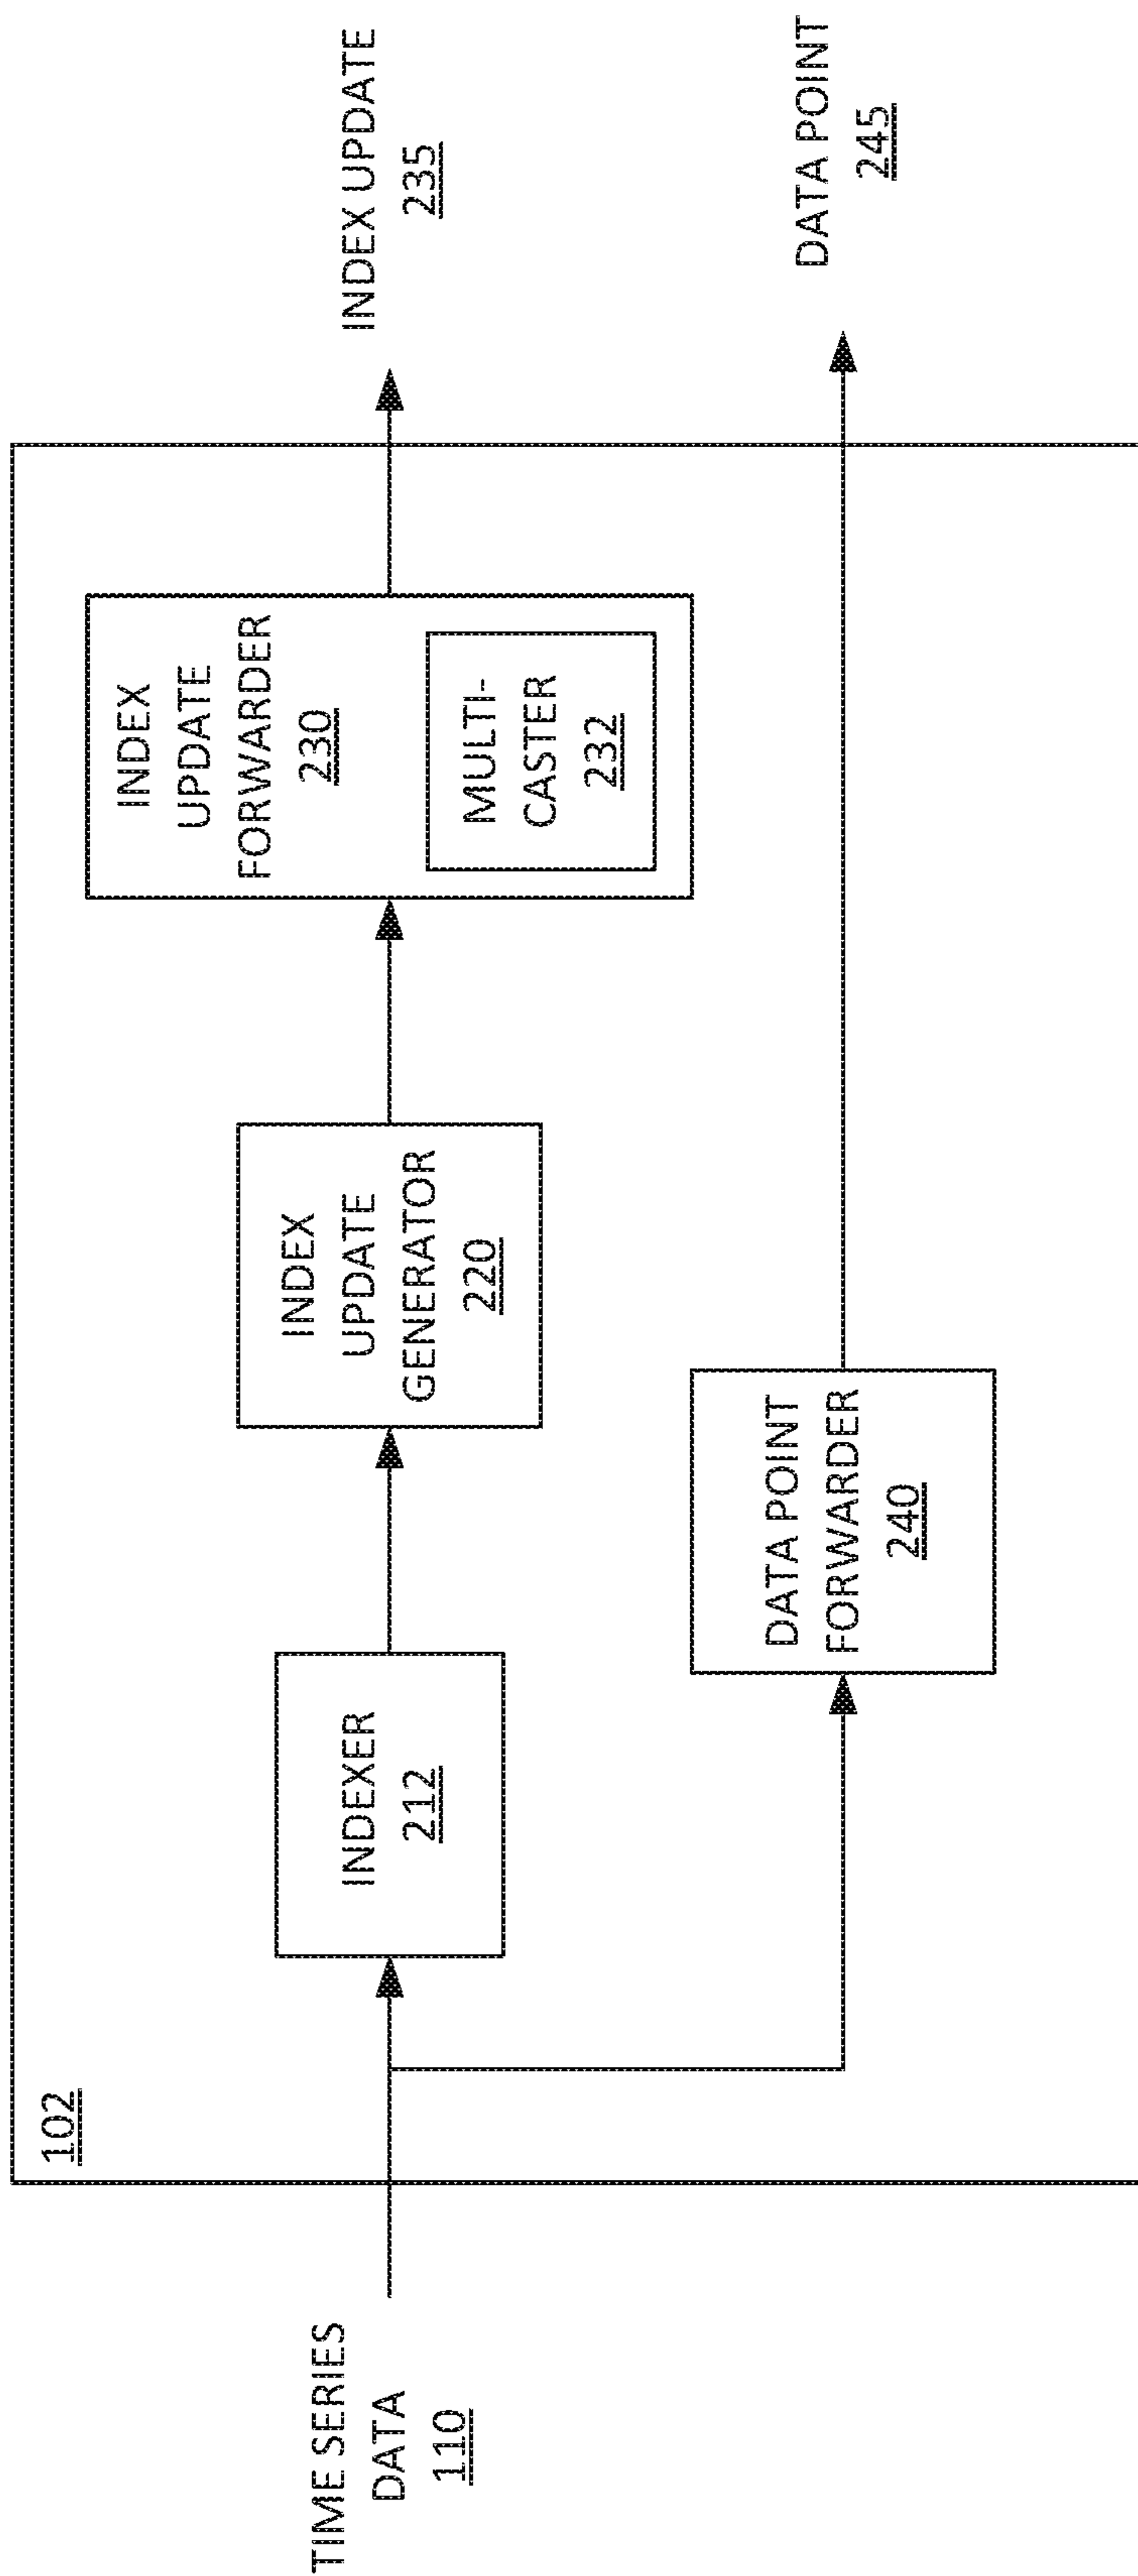 102
TIME SERIES
DATA
110
INDEXER
212
INDEX
UPDATE
GENERATOR
220
INDEX
UPDATE
FORWARDER
230
MULTI-
CASTER
232
INDEX UPDATE
235
DATA POINT
FORWARDER
240
DATA POINT
245